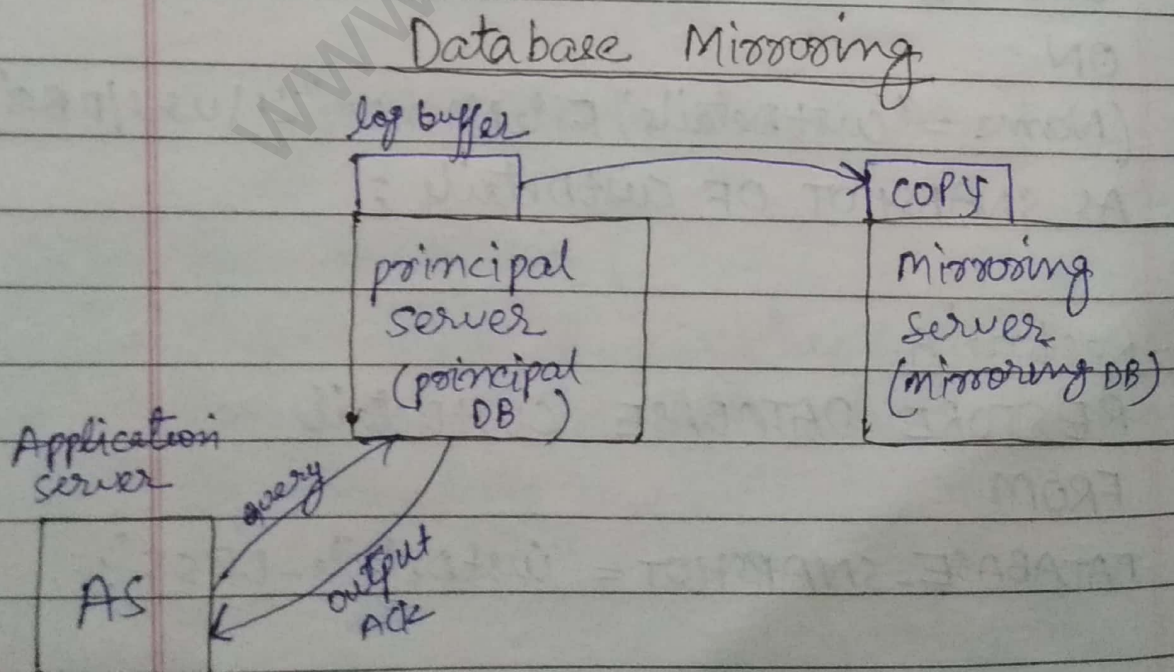 Database Mirroring
log buffer
COPY
principal
server
(principal
DB)
Mirroring
server
(mirroring DB)
Application
server
query
output
ACK
AS
www